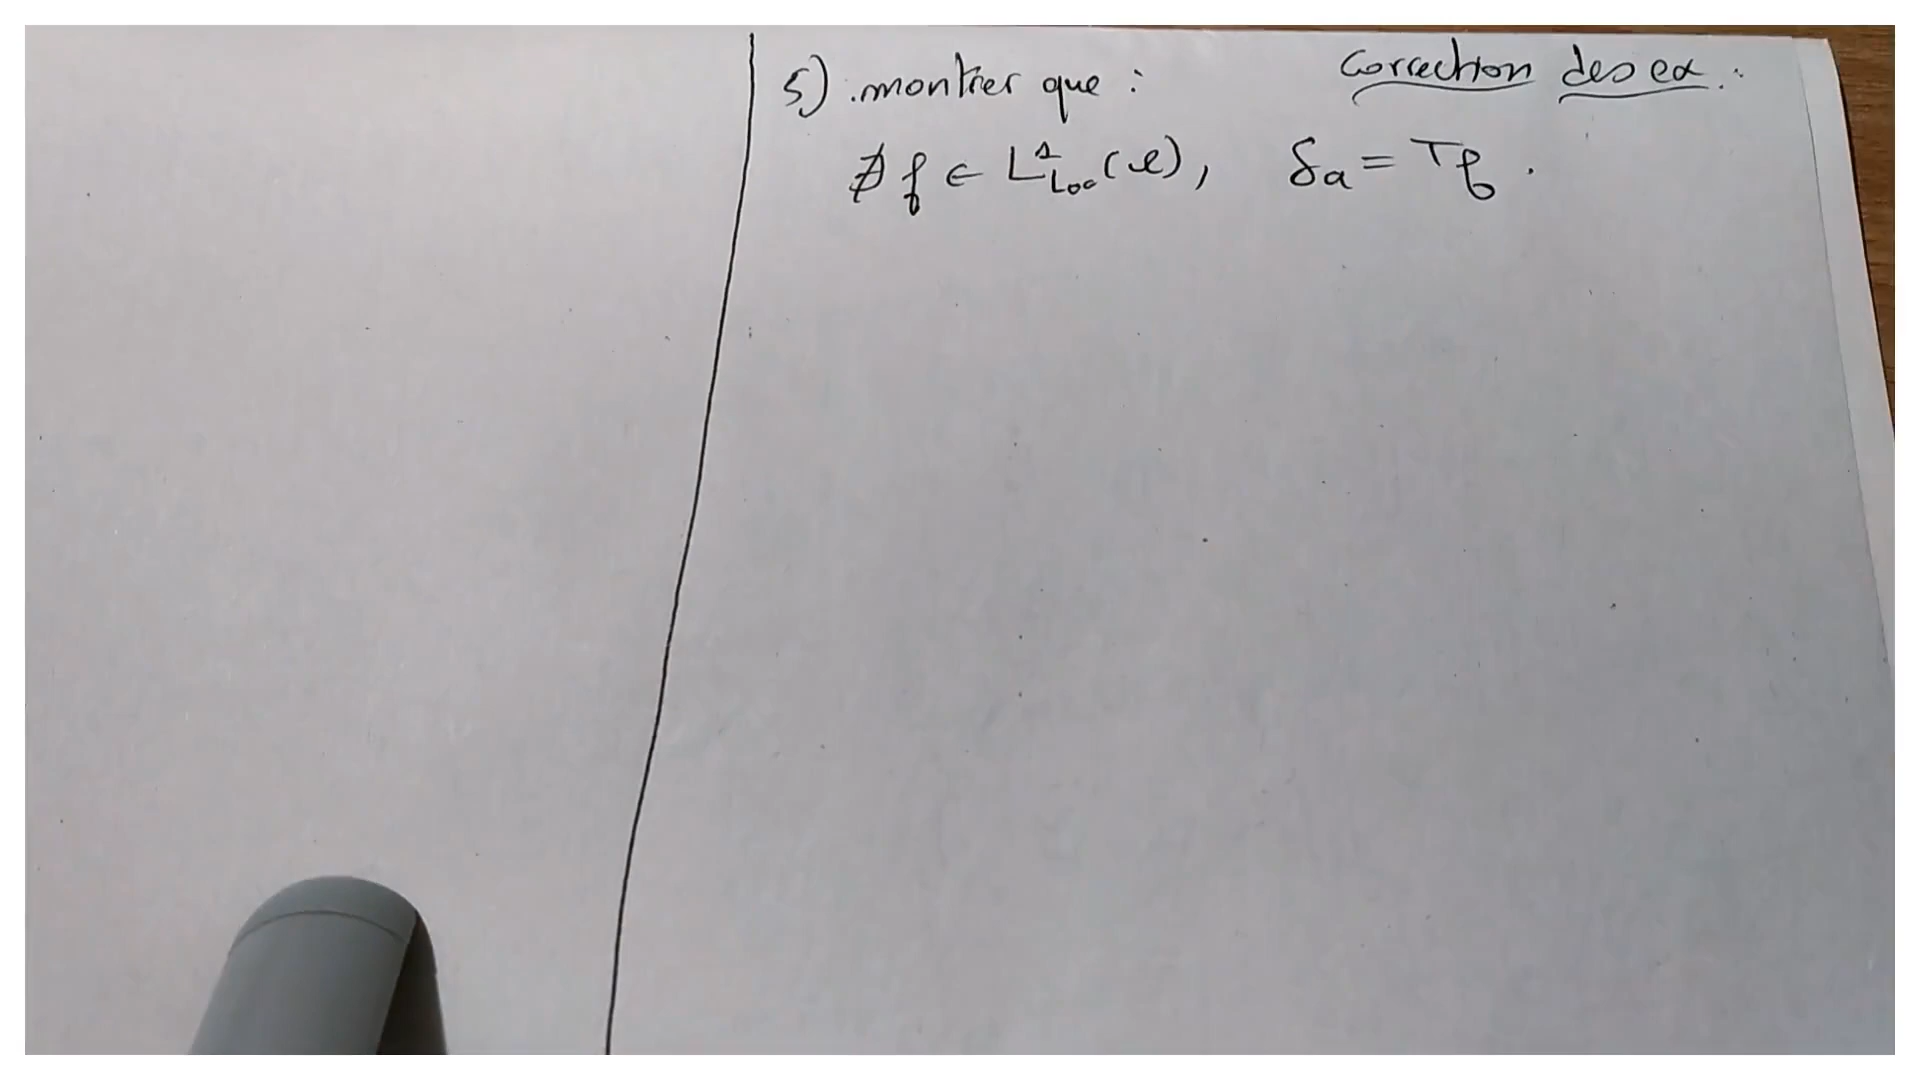 5) montrer que : Correction des ex :
∄ f ∈ L¹Loc(Ω), δa = Tf .